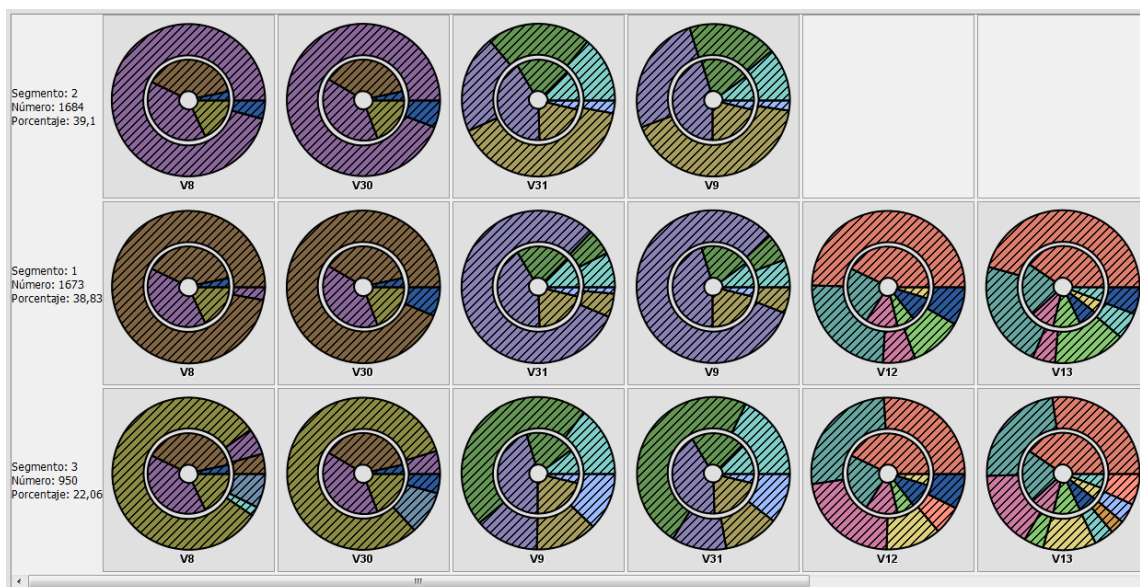 Segmento: 2
Número: 1684
Porcentaje: 39,1
V8
V30
V31
V9
Segmento: 1
Número: 1673
Porcentaje: 38,83
V8
V30
V31
V9
V12
V13
Segmento: 3
Número: 950
Porcentaje: 22,06
V8
V30
V9
V31
V12
V13